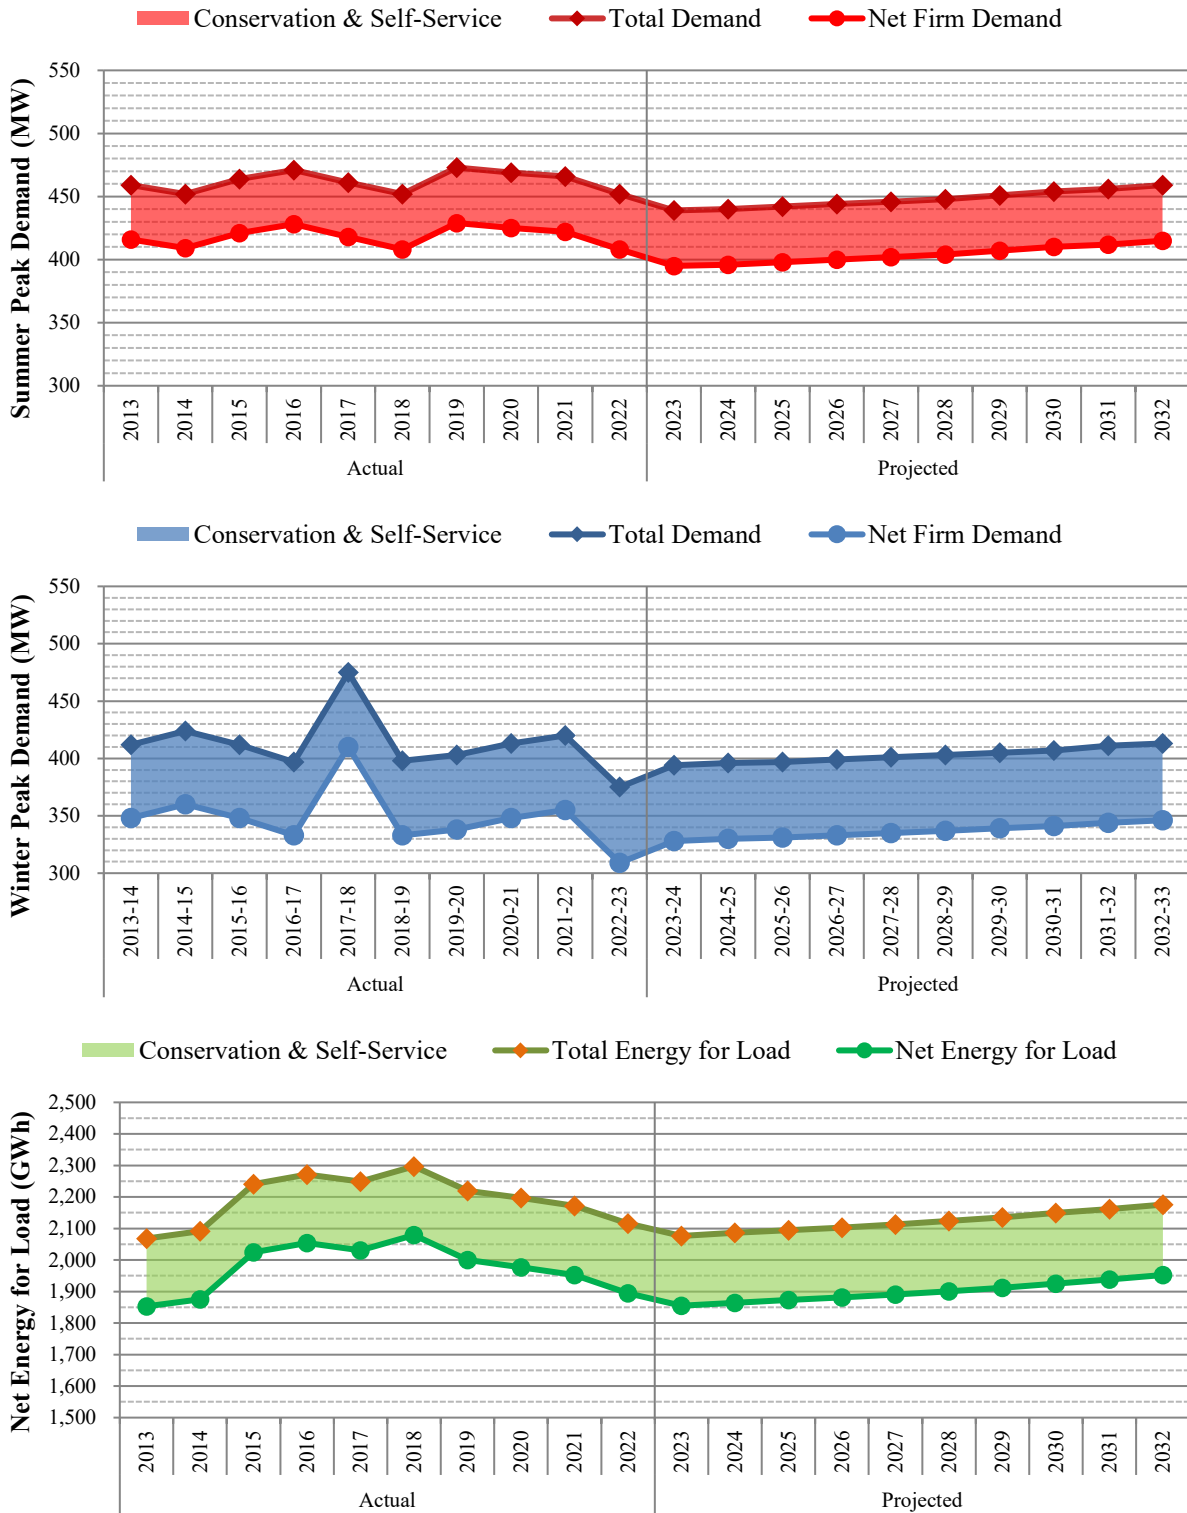 Conservation & Self-Service Total Demand Net Firm Demand
Summer Peak Demand (MW)
550
500
450
400
350
300
2013 2014 2015 2016 2017 2018 2019 2020 2021 2022 2023 2024 2025 2026 2027 2028 2029 2030 2031 2032
Actual Projected
Conservation & Self-Service Total Demand Net Firm Demand
Winter Peak Demand (MW)
550
500
450
400
350
300
2013-14 2014-15 2015-16 2016-17 2017-18 2018-19 2019-20 2020-21 2021-22 2022-23 2023-24 2024-25 2025-26 2026-27 2027-28 2028-29 2029-30 2030-31 2031-32 2032-33
Actual Projected
Conservation & Self-Service Total Energy for Load Net Energy for Load
Net Energy for Load (GWh)
2,500
2,400
2,300
2,200
2,100
2,000
1,900
1,800
1,700
1,600
1,500
2013 2014 2015 2016 2017 2018 2019 2020 2021 2022 2023 2024 2025 2026 2027 2028 2029 2030 2031 2032
Actual Projected